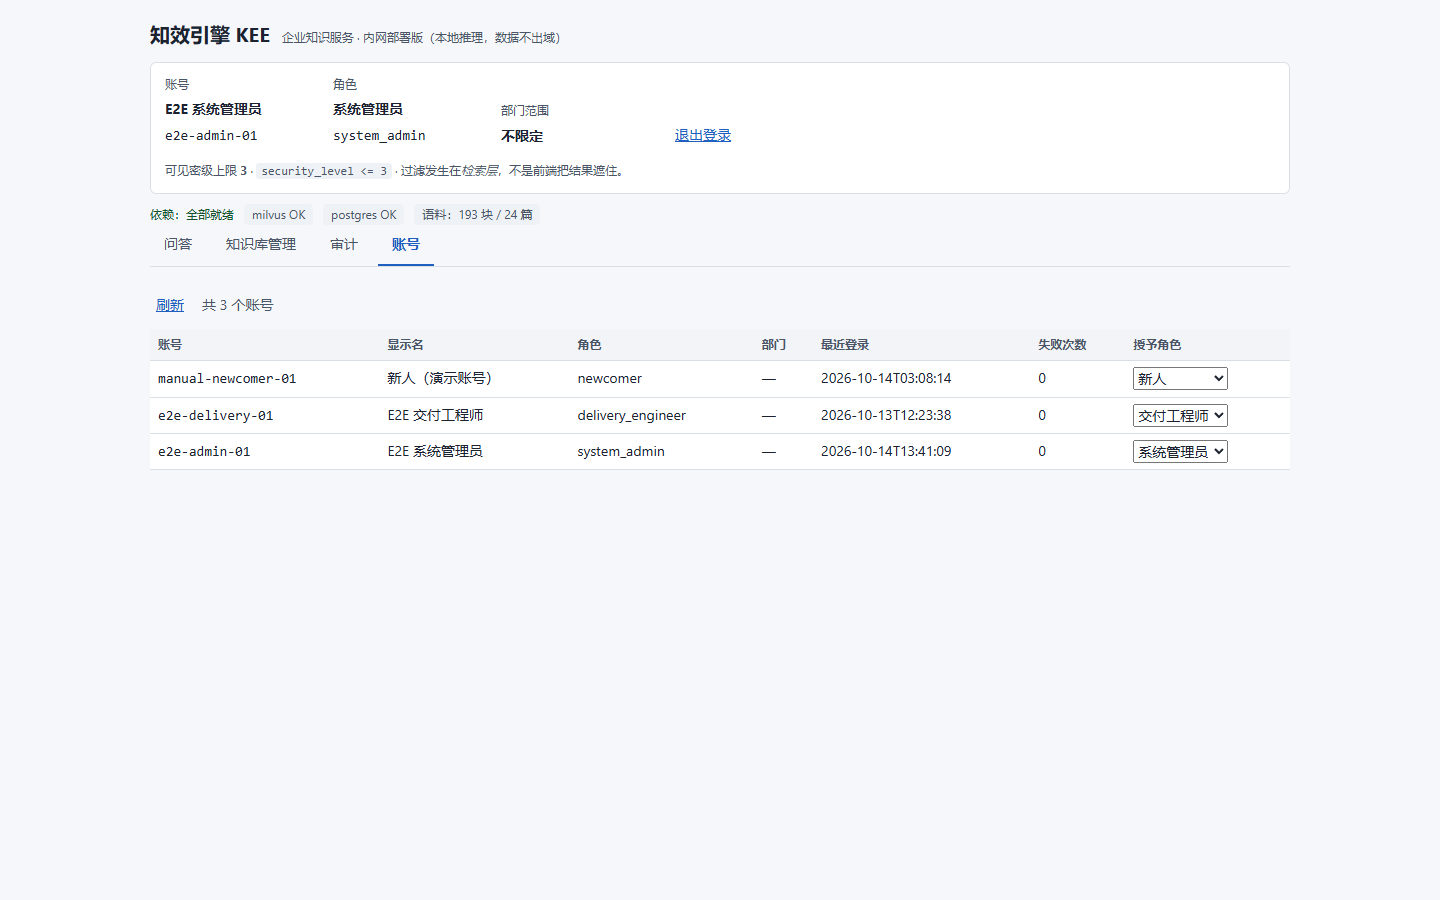 知效引擎 KEE 企业知识服务 · 内网部署版（本地推理，数据不出域）
账号 角色
E2E 系统管理员 系统管理员 部门范围
e2e-admin-01 system_admin 不限定 退出登录
可见密级上限 3 · security_level <= 3 · 过滤发生在检索层，不是前端把结果遮住。
依赖：全部就绪 milvus OK postgres OK 语料：193 块 / 24 篇
问答 知识库管理 审计 账号
刷新 共 3 个账号
账号 显示名 角色 部门 最近登录 失败次数 授予角色
manual-newcomer-01 新人（演示账号） newcomer — 2026-10-14T03:08:14 0 新人
e2e-delivery-01 E2E 交付工程师 delivery_engineer — 2026-10-13T12:23:38 0 交付工程师
e2e-admin-01 E2E 系统管理员 system_admin — 2026-10-14T13:41:09 0 系统管理员